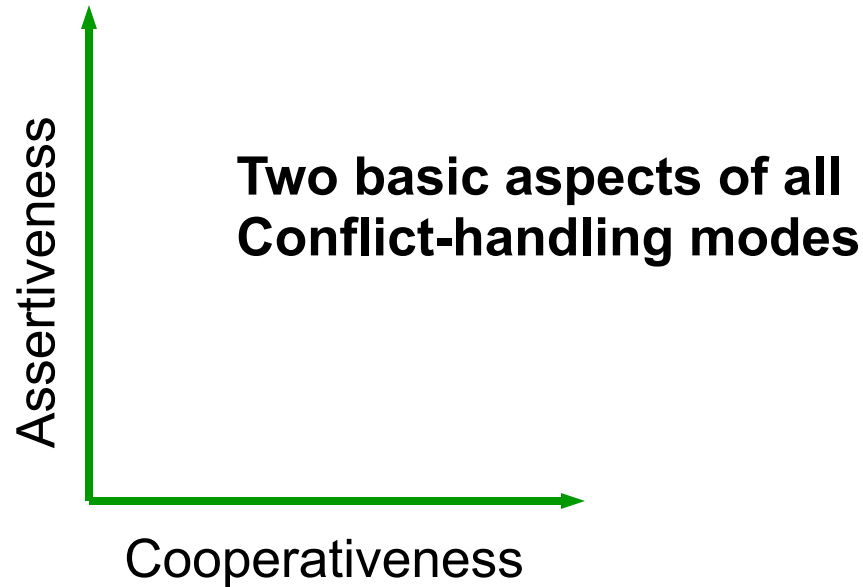 Assertiveness
Two basic aspects of all
Conflict-handling modes
Cooperativeness